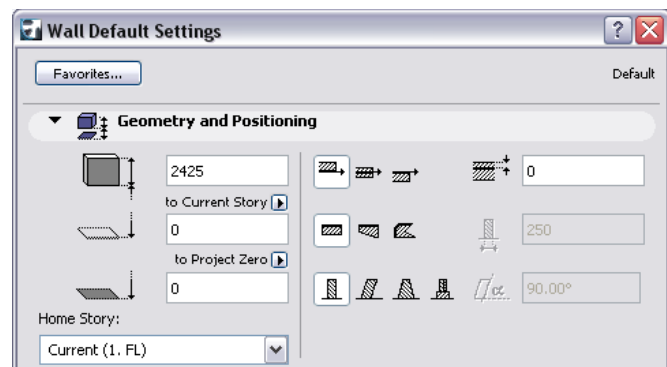 Wall Default Settings
Favorites...
Default
Geometry and Positioning
2425
0
to Current Story
0
250
to Project Zero
0
α
90.00°
Home Story:
Current (1. FL)